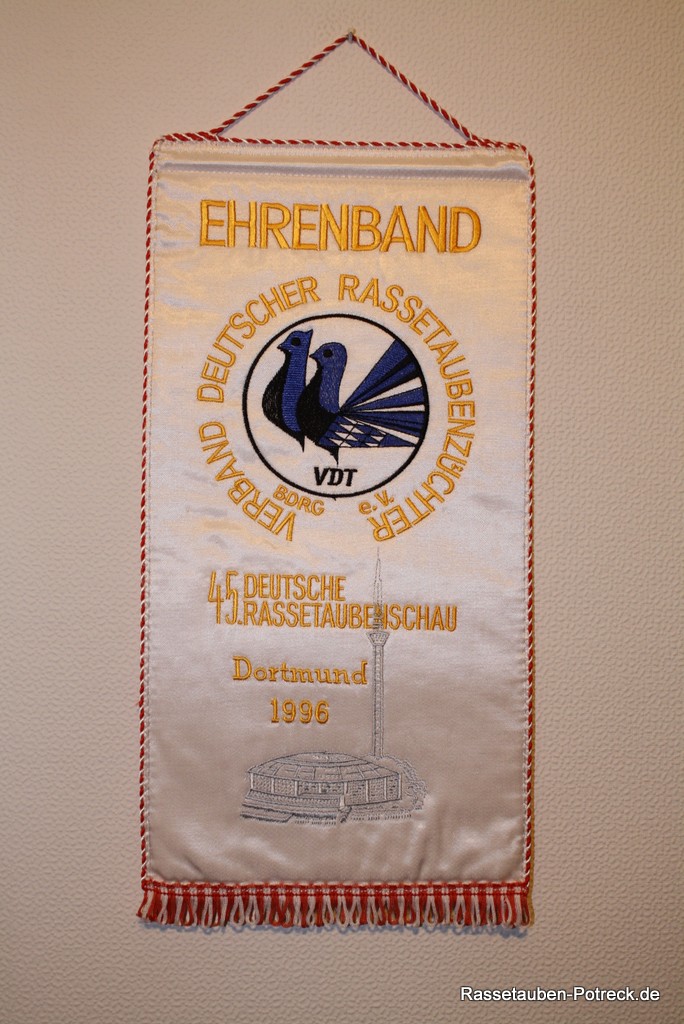 EHRENBAND
VERBAND DEUTSCHER RASSETAUBENZÜCHTER
VDT
BDRG e.V.
45. DEUTSCHE
RASSETAUBENSCHAU
Dortmund
1996
Rassetauben-Potreck.de